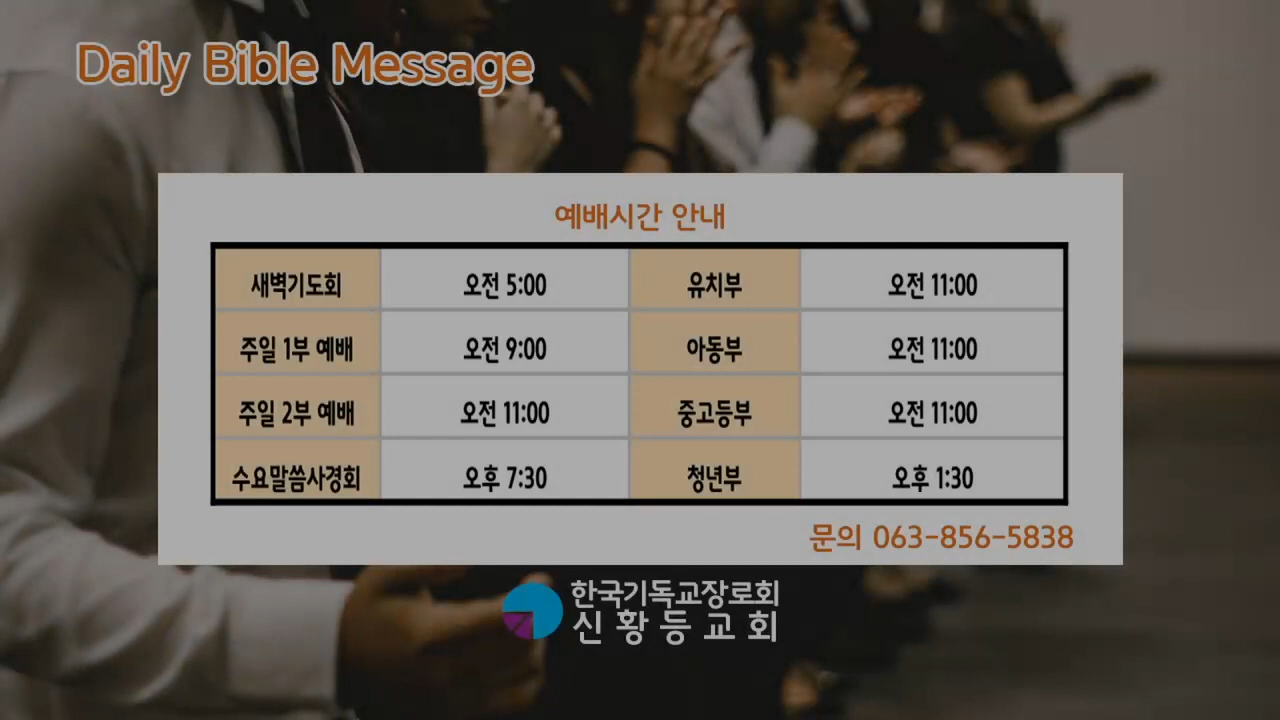 Daily Bible Message
예배시간 안내
새벽기도회 오전 5:00 유치부 오전 11:00
주일 1부 예배 오전 9:00 아동부 오전 11:00
주일 2부 예배 오전 11:00 중고등부 오전 11:00
수요말씀사경회 오후 7:30 청년부 오후 1:30
문의 063-856-5838
한국기독교장로회
신황등교회